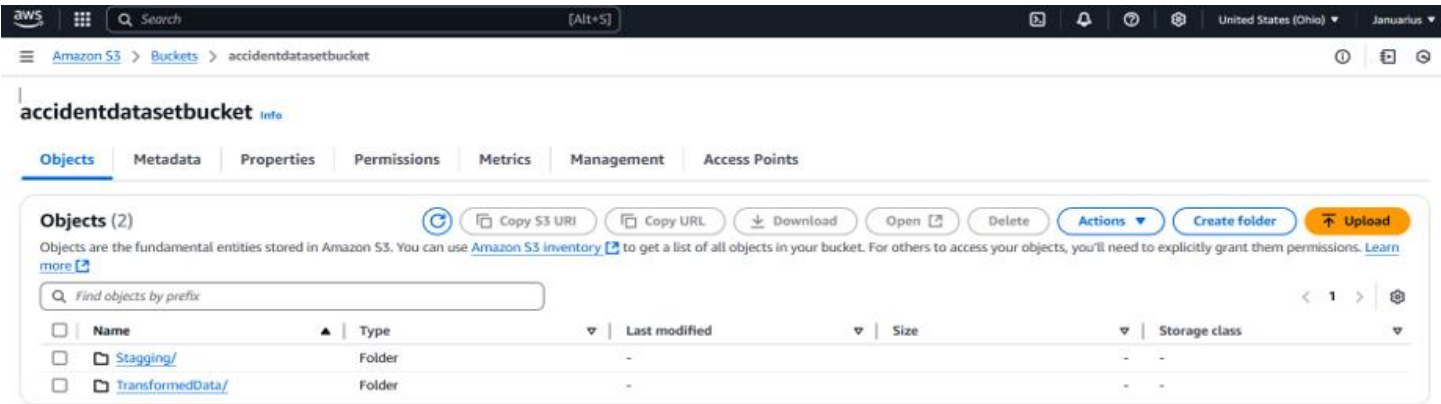 aws Search [Alt+S] United States (Ohio) Januarius
Amazon S3 > Buckets > accidentdatasetbucket
accidentdatasetbucket Info
Objects Metadata Properties Permissions Metrics Management Access Points
Objects (2) Copy S3 URI Copy URL Download Open Delete Actions Create folder Upload
Objects are the fundamental entities stored in Amazon S3. You can use Amazon S3 inventory to get a list of all objects in your bucket. For others to access your objects, you'll need to explicitly grant them permissions. Learn
more
Find objects by prefix < 1 >
Name Type Last modified Size Storage class
Stagging/ Folder - - -
TransformedData/ Folder - - -